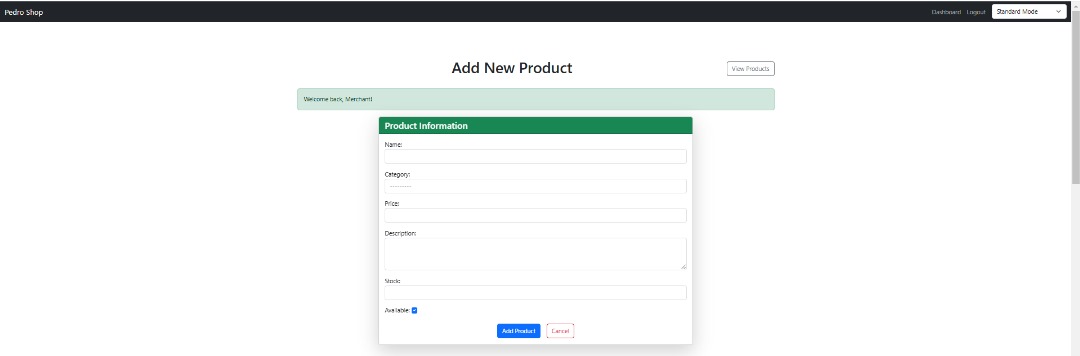 Pedro Shop
Dashboard Logout Standard Mode
Add New Product
View Products
Welcome back, Merchant!
Product Information
Name:
Category:
---------
Price:
Description:
Stock:
Available:
Add Product Cancel